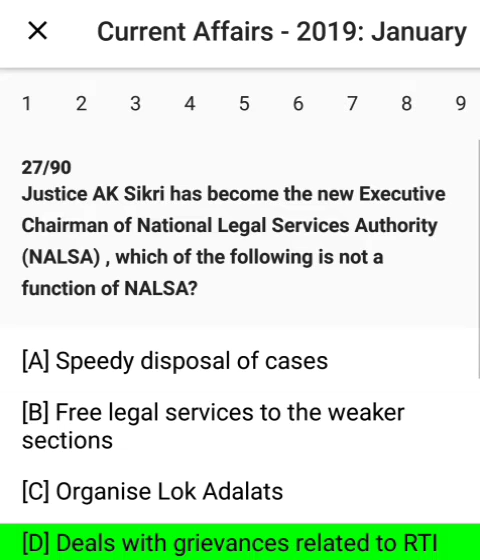 × Current Affairs - 2019: January
1 2 3 4 5 6 7 8 9
27/90
Justice AK Sikri has become the new Executive
Chairman of National Legal Services Authority
(NALSA) , which of the following is not a
function of NALSA?
[A] Speedy disposal of cases
[B] Free legal services to the weaker
sections
[C] Organise Lok Adalats
[D] Deals with grievances related to RTI